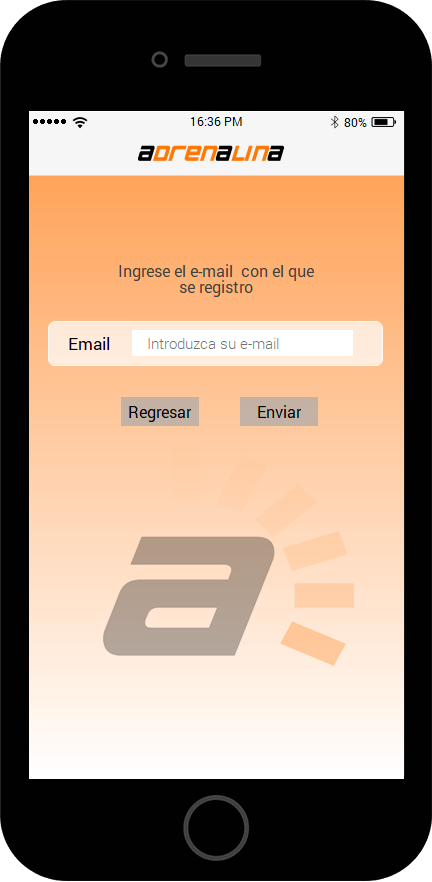 16:36 PM
80%
adrenalina
Ingrese el e-mail con el que
se registro
Email
Introduzca su e-mail
Regresar
Enviar
a